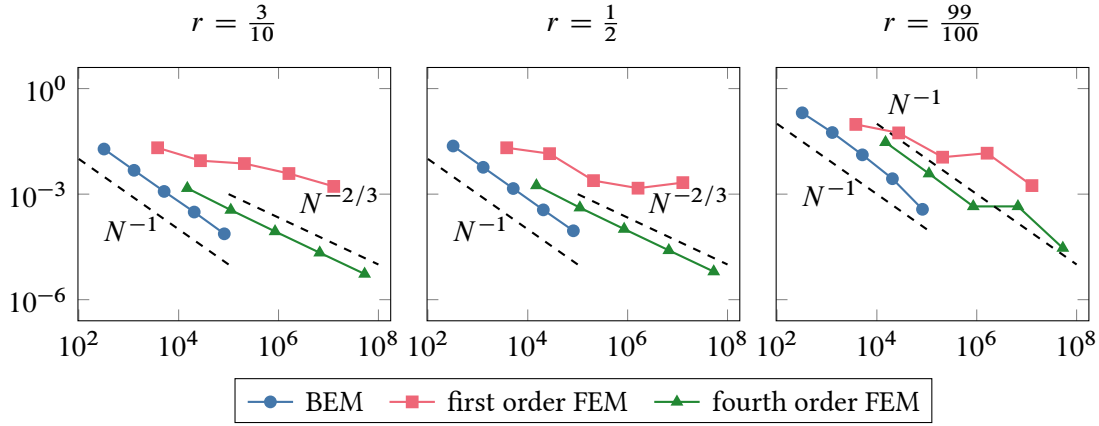 r = 3/10 r = 1/2 r = 99/100
10^0
10^{-3}
10^{-6}
N^{-1} N^{-2/3} N^{-1} N^{-2/3} N^{-1} N^{-1}
10^2 10^4 10^6 10^8 10^2 10^4 10^6 10^8 10^2 10^4 10^6 10^8
BEM first order FEM fourth order FEM